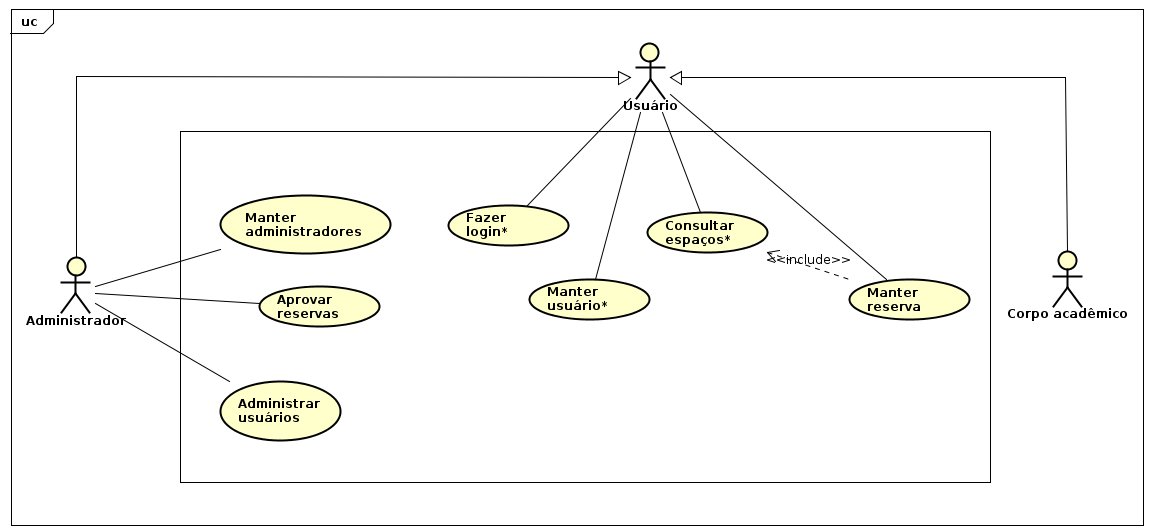 uc
Usuário
Manter
administradores
Fazer
login*
Consultar
espaços*
<<include>>
Manter
usuário*
Manter
reserva
Aprovar
reservas
Administrador
Corpo acadêmico
Administrar
usuários